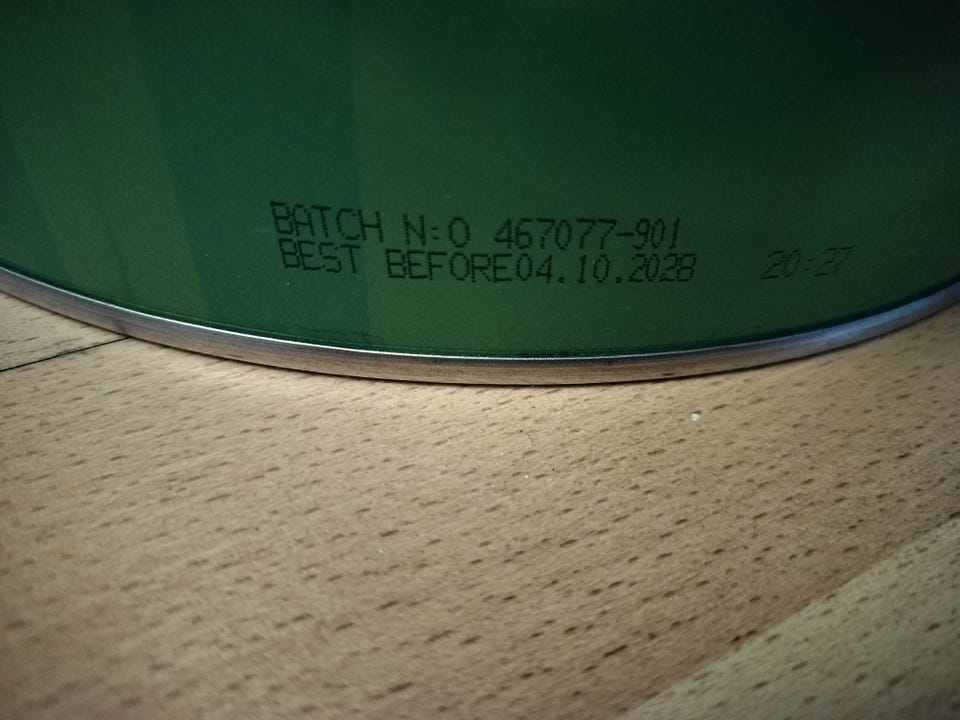 BATCH N:O 467077-901
BEST BEFORE04.10.2028 20:27